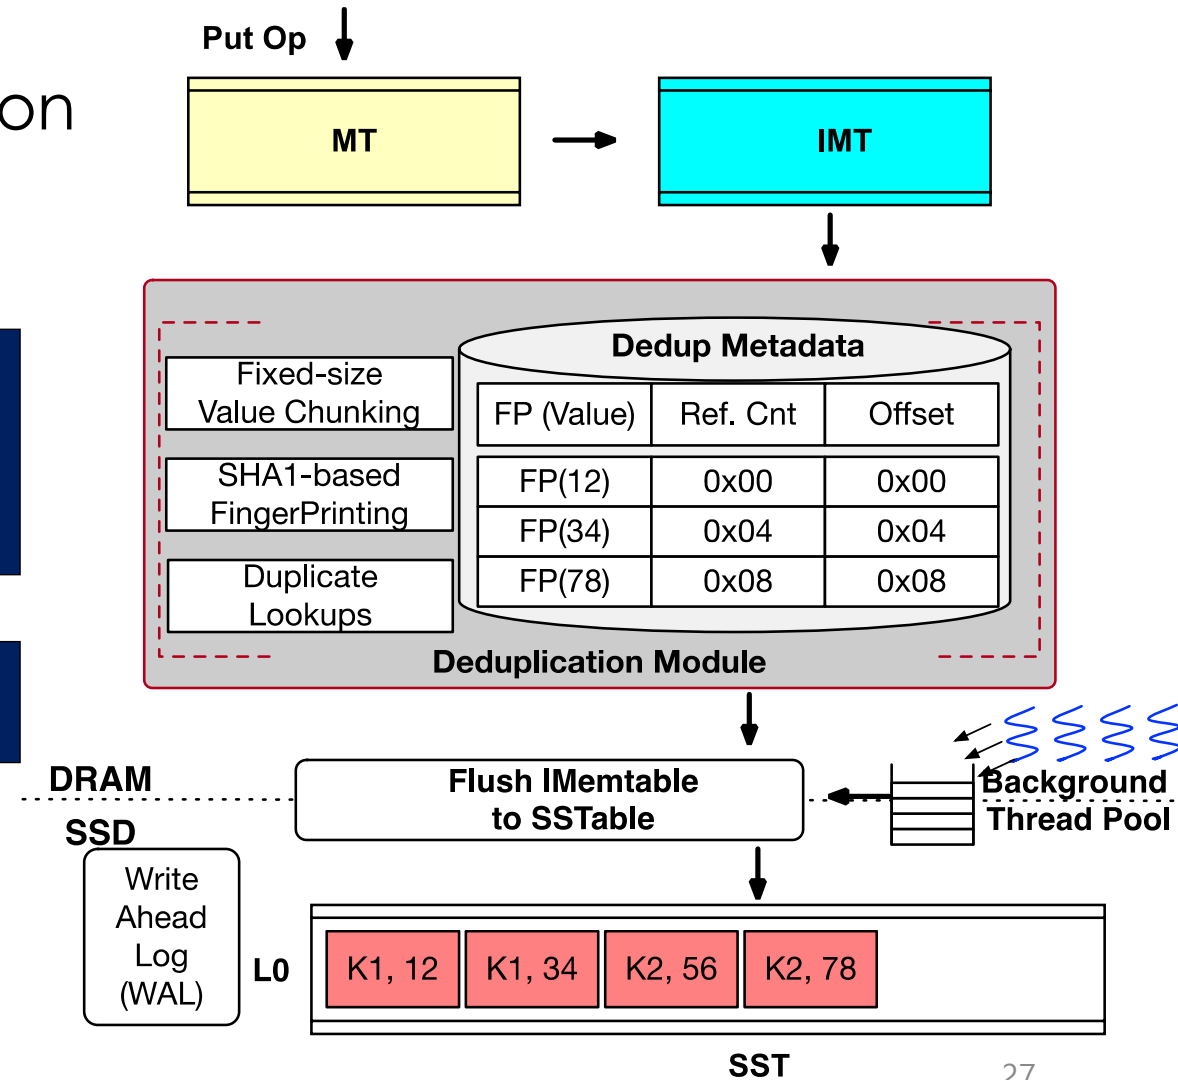 on
Put Op
MT
IMT
Dedup Metadata
Fixed-size
Value Chunking
SHA1-based
FingerPrinting
Duplicate
Lookups
FP (Value) Ref. Cnt Offset
FP(12) 0x00 0x00
FP(34) 0x04 0x04
FP(78) 0x08 0x08
Deduplication Module
DRAM
SSD
Flush IMemtable
to SSTable
Background
Thread Pool
Write
Ahead
Log
(WAL)
L0
K1, 12 K1, 34 K2, 56 K2, 78
SST
27